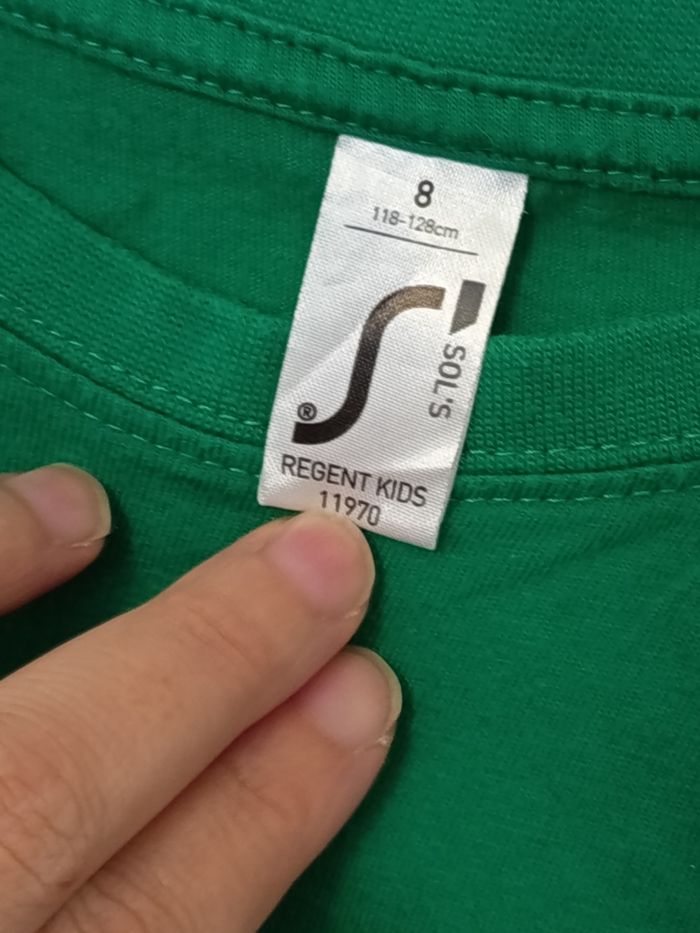 8
118-128cm
SOL'S
®
REGENT KIDS
11970